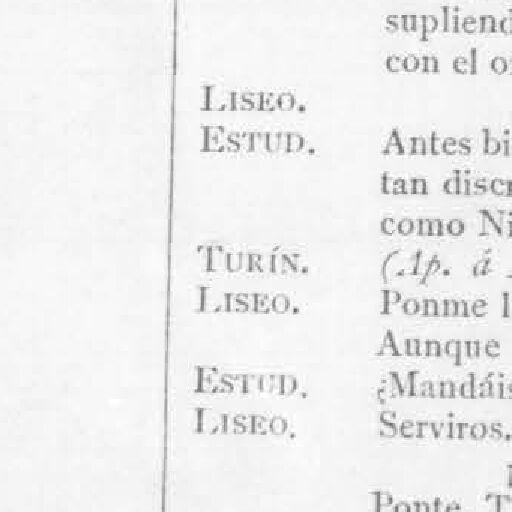 supliend
con el o
LISEO.
ESTUD. Antes bi
tan discr
como Ni
TURÍN. (Ap. á
LISEO. Ponme l
Aunque
ESTUD. ¿Mandáis
LISEO. Serviros.
Ponte T